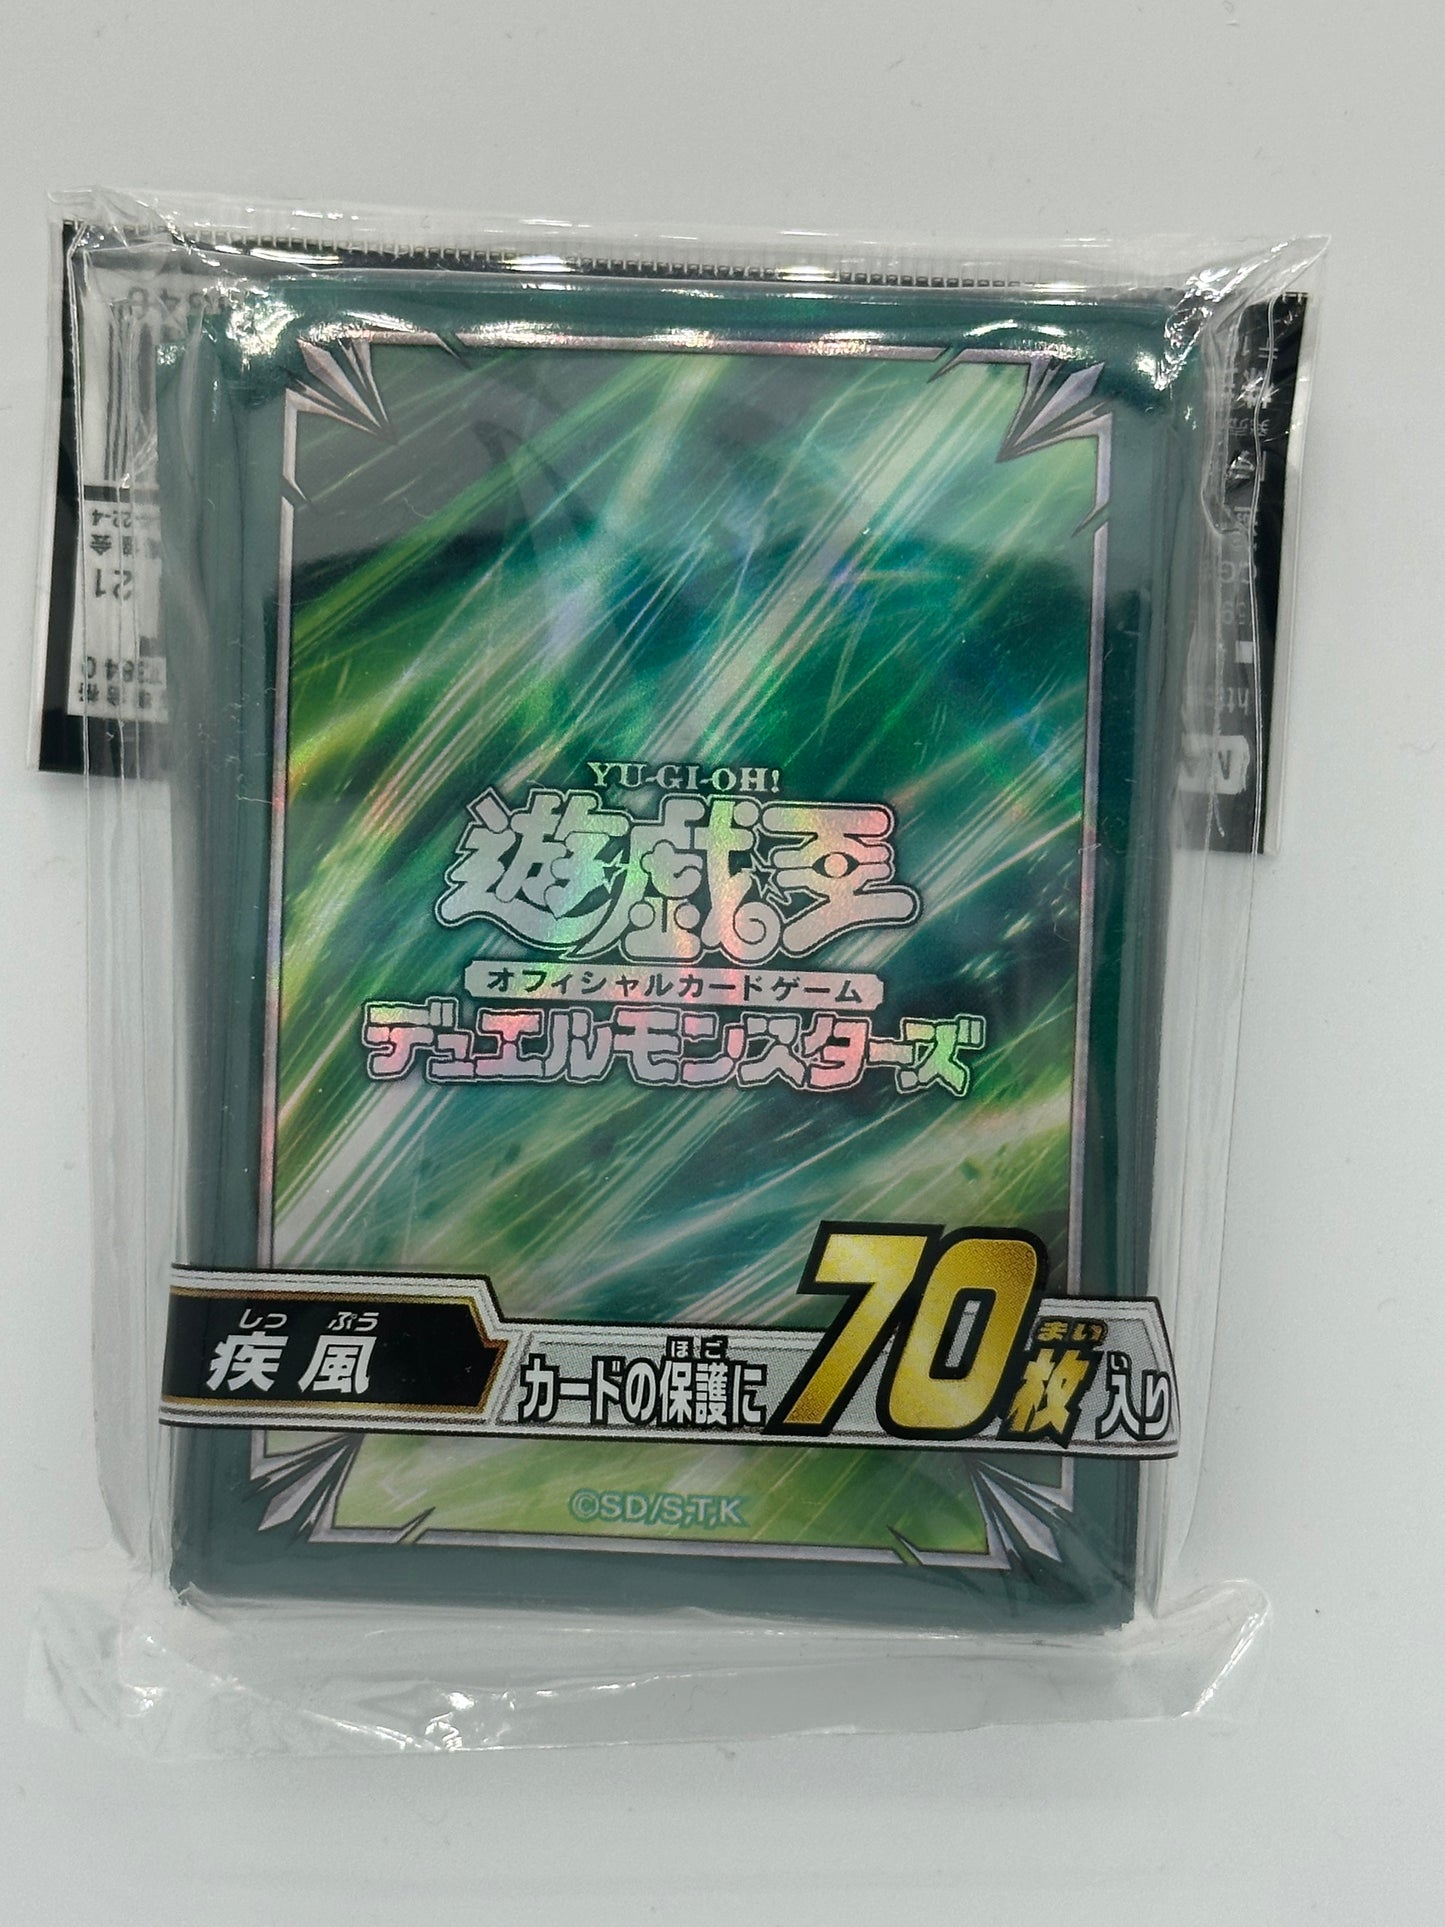 YU-GI-OH!
遊戯王
オフィシャルカードゲーム
デュエルモンスターズ
しっ ぷう
疾風
ほご
カードの保護に
70
まい
枚
い
入り
©SD/S,T,K